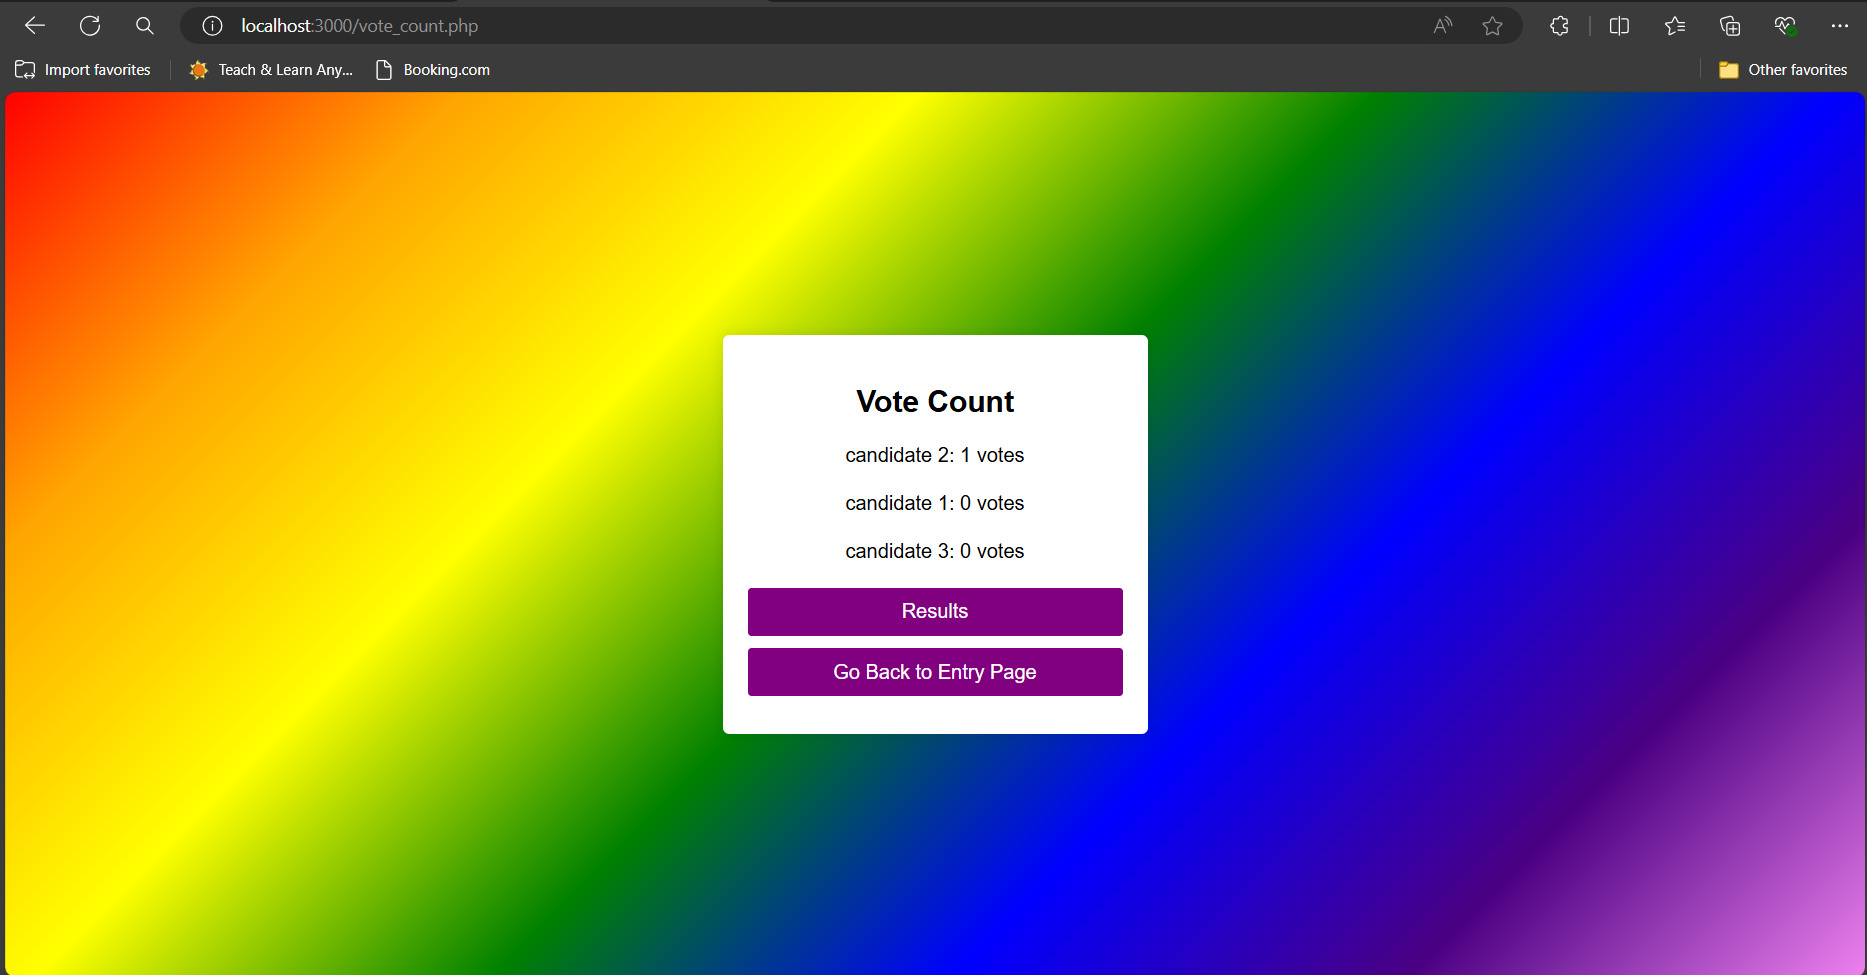 localhost:3000/vote_count.php
Import favorites
Teach & Learn Any...
Booking.com
Other favorites
Vote Count
candidate 2: 1 votes
candidate 1: 0 votes
candidate 3: 0 votes
Results
Go Back to Entry Page